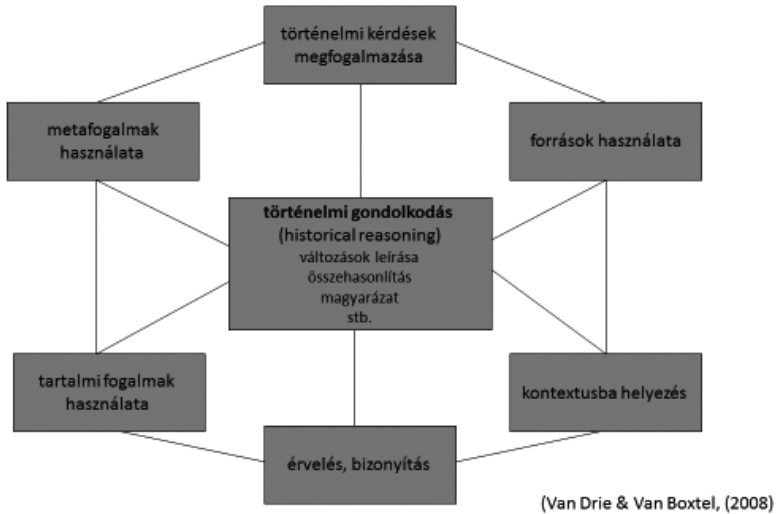 történelmi kérdések
megfogalmazása
metafogalmak
használata
források használata
történelmi gondolkodás
(historical reasoning)
változások leírása
összehasonlítás
magyarázat
stb.
tartalmi fogalmak
használata
kontextusba helyezés
érvelés, bizonyítás
(Van Drie & Van Boxtel, (2008)